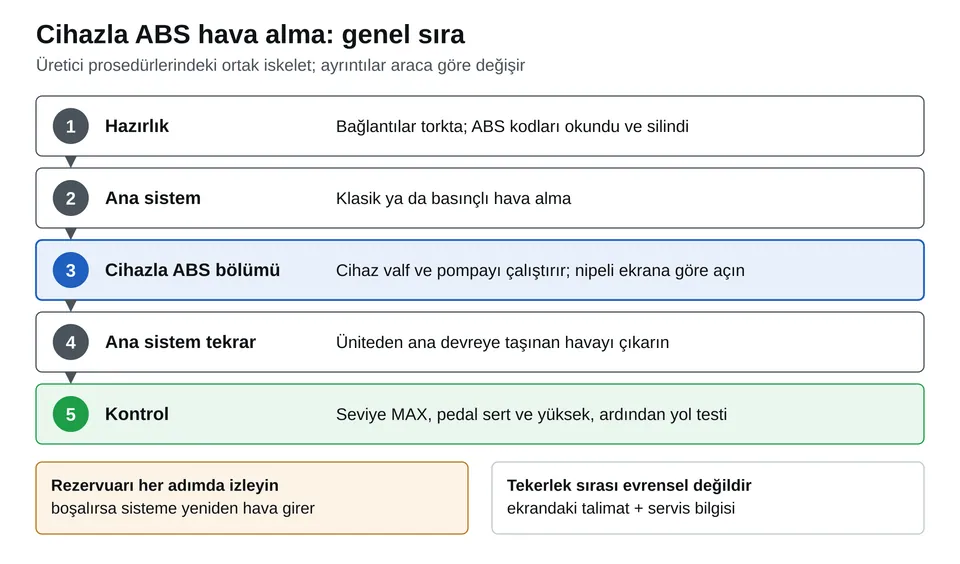 Cihazla ABS hava alma: genel sıra
Üretici prosedürlerindeki ortak iskelet; ayrıntılar araca göre değişir
1 Hazırlık Bağlantılar torkta; ABS kodları okundu ve silindi
2 Ana sistem Klasik ya da basınçlı hava alma
3 Cihazla ABS bölümü Cihaz valf ve pompayı çalıştırır; nipeli ekrana göre açın
4 Ana sistem tekrar Üniteden ana devreye taşınan havayı çıkarın
5 Kontrol Seviye MAX, pedal sert ve yüksek, ardından yol testi
Rezervuarı her adımda izleyin
boşalırsa sisteme yeniden hava girer
Tekerlek sırası evrensel değildir
ekrandaki talimat + servis bilgisi